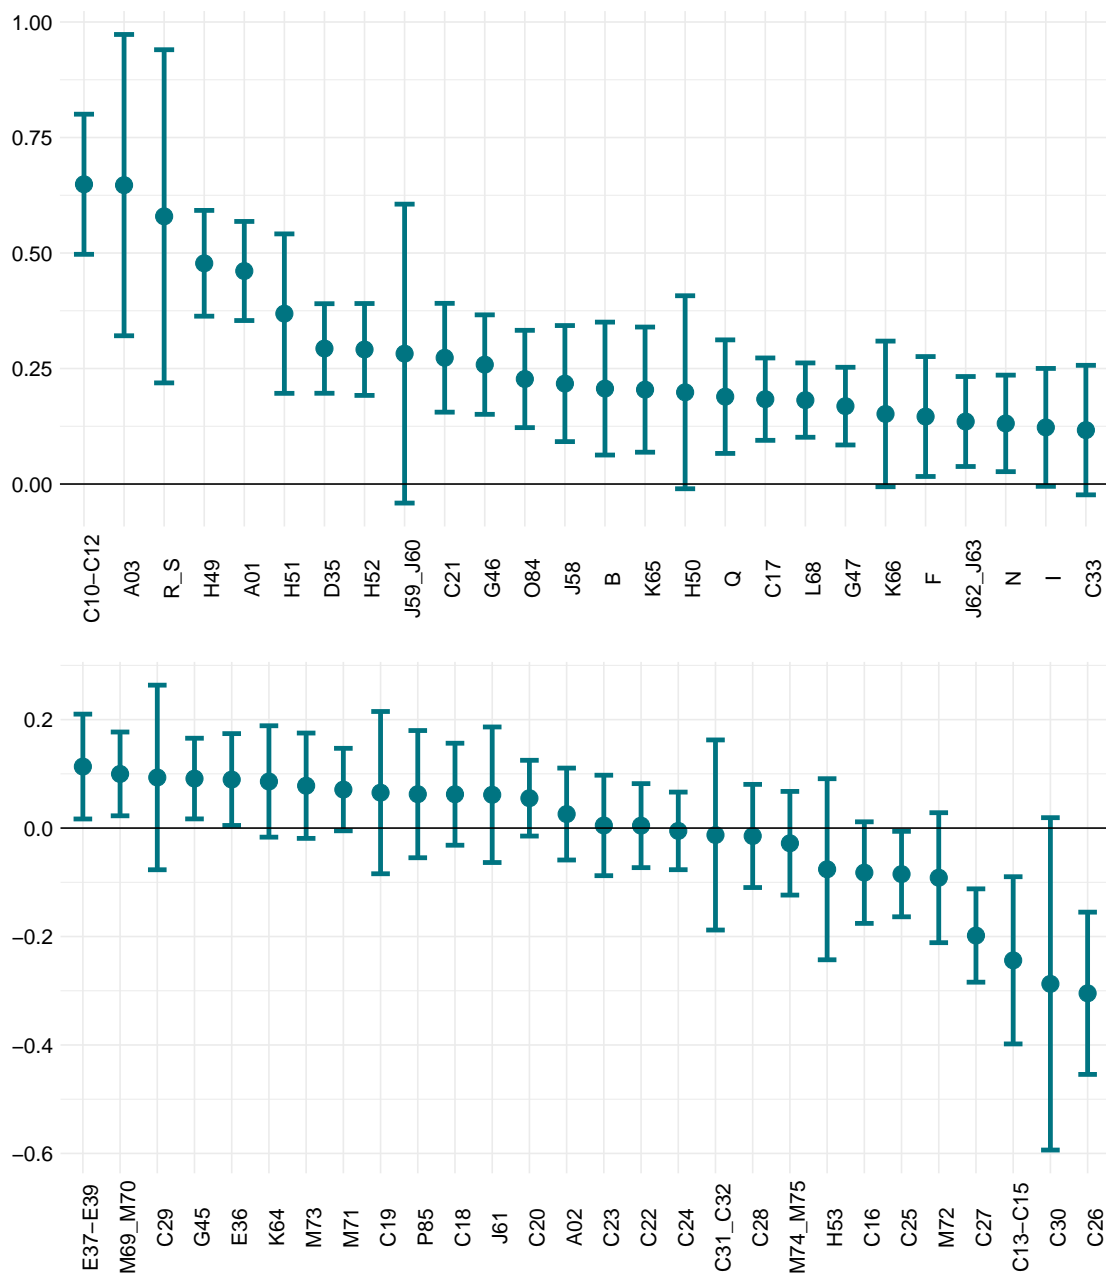 1.00
0.75
0.50
0.25
0.00
C10−C12
A03
R_S
H49
A01
H51
D35
H52
J59_J60
C21
G46
O84
J58
B
K65
H50
Q
C17
L68
G47
K66
F
J62_J63
N
I
C33
0.2
0.0
−0.2
−0.4
−0.6
E37−E39
M69_M70
C29
G45
E36
K64
M73
M71
C19
P85
C18
J61
C20
A02
C23
C22
C24
C31_C32
C28
M74_M75
H53
C16
C25
M72
C27
C13−C15
C30
C26